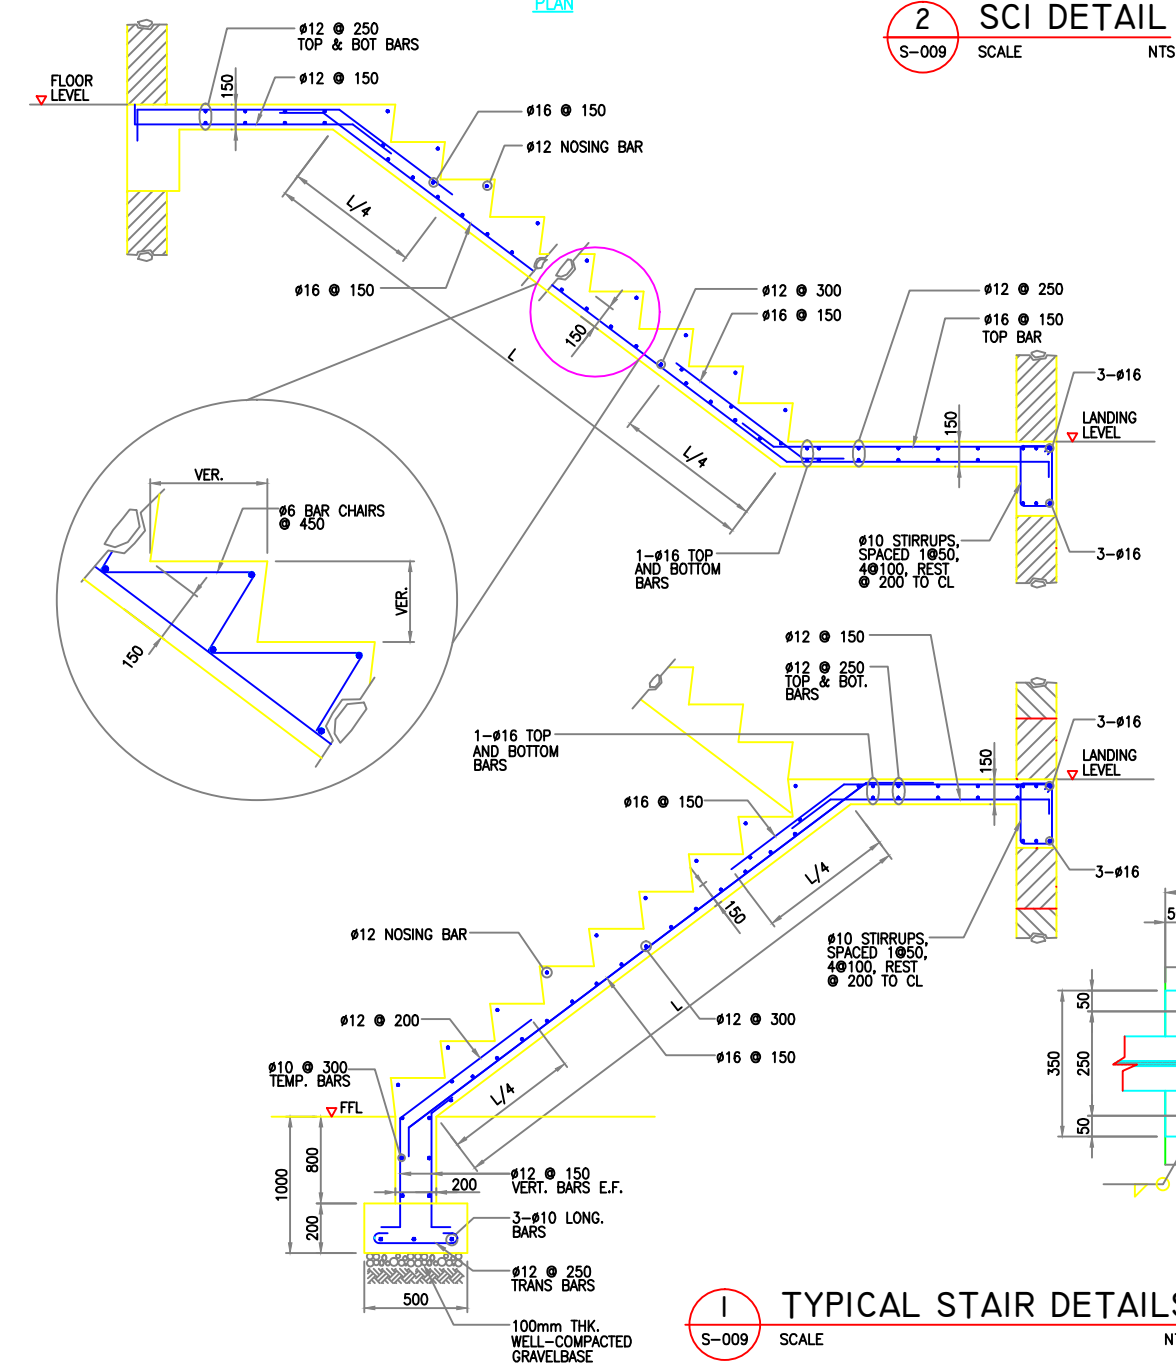 PLAN
2
S-009
SCI DETAIL
SCALE
NTS
ø12 @ 250
TOP & BOT BARS
FLOOR
LEVEL
150
ø12 @ 150
ø16 @ 150
ø12 NOSING BAR
L/4
ø16 @ 150
L
150
ø12 @ 300
ø16 @ 150
ø12 @ 250
ø16 @ 150
TOP BAR
3-ø16
LANDING
LEVEL
150
L/4
1-ø16 TOP
AND BOTTOM
BARS
ø10 STIRRUPS,
SPACED 1@50,
4@100, REST
@ 200 TO CL
3-ø16
VER.
ø6 BAR CHAIRS
@ 450
VER.
150
ø12 @ 150
ø12 @ 250
TOP & BOT.
BARS
1-ø16 TOP
AND BOTTOM
BARS
3-ø16
LANDING
LEVEL
150
ø16 @ 150
L/4
150
3-ø16
ø12 NOSING BAR
ø10 STIRRUPS,
SPACED 1@50,
4@100, REST
@ 200 TO CL
L
ø12 @ 200
ø12 @ 300
ø16 @ 150
ø10 @ 300
TEMP. BARS
L/4
FFL
1000
800
200
200
ø12 @ 150
VERT. BARS E.F.
3-ø10 LONG.
BARS
ø12 @ 250
TRANS BARS
500
100mm THK.
WELL-COMPACTED
GRAVELBASE
5
50
350
250
50
1
S-009
TYPICAL STAIR DETAILS
SCALE